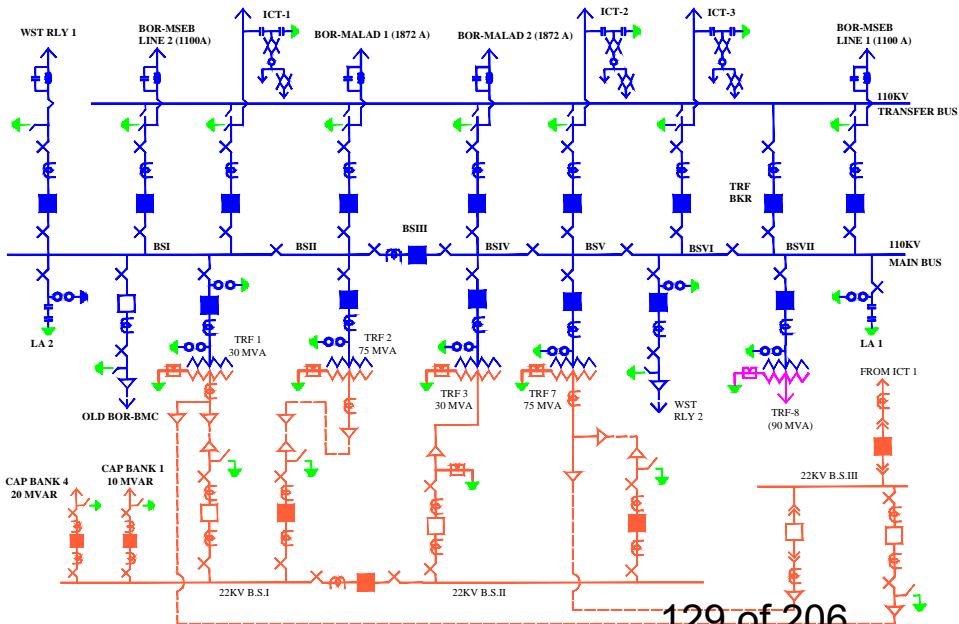 ICT-1
ICT-2
ICT-3
WST RLY 1
BOR-MSEB
LINE 2 (1100A)
BOR-MALAD 1 (1872 A)
BOR-MALAD 2 (1872 A)
BOR-MSEB
LINE 1 (1100 A)
110KV
TRANSFER BUS
TRF
BKR
BSI
BSII
BSIII
BSIV
BSV
BSVI
BSVII
110KV
MAIN BUS
LA 2
TRF 1
30 MVA
TRF 2
75 MVA
LA 1
OLD BOR-BMC
TRF 3
30 MVA
TRF 7
75 MVA
WST
RLY 2
TRF-8
(90 MVA)
FROM ICT 1
CAP BANK 4
20 MVAR
CAP BANK 1
10 MVAR
22KV B.S.III
22KV B.S.I
22KV B.S.II
129 of 206